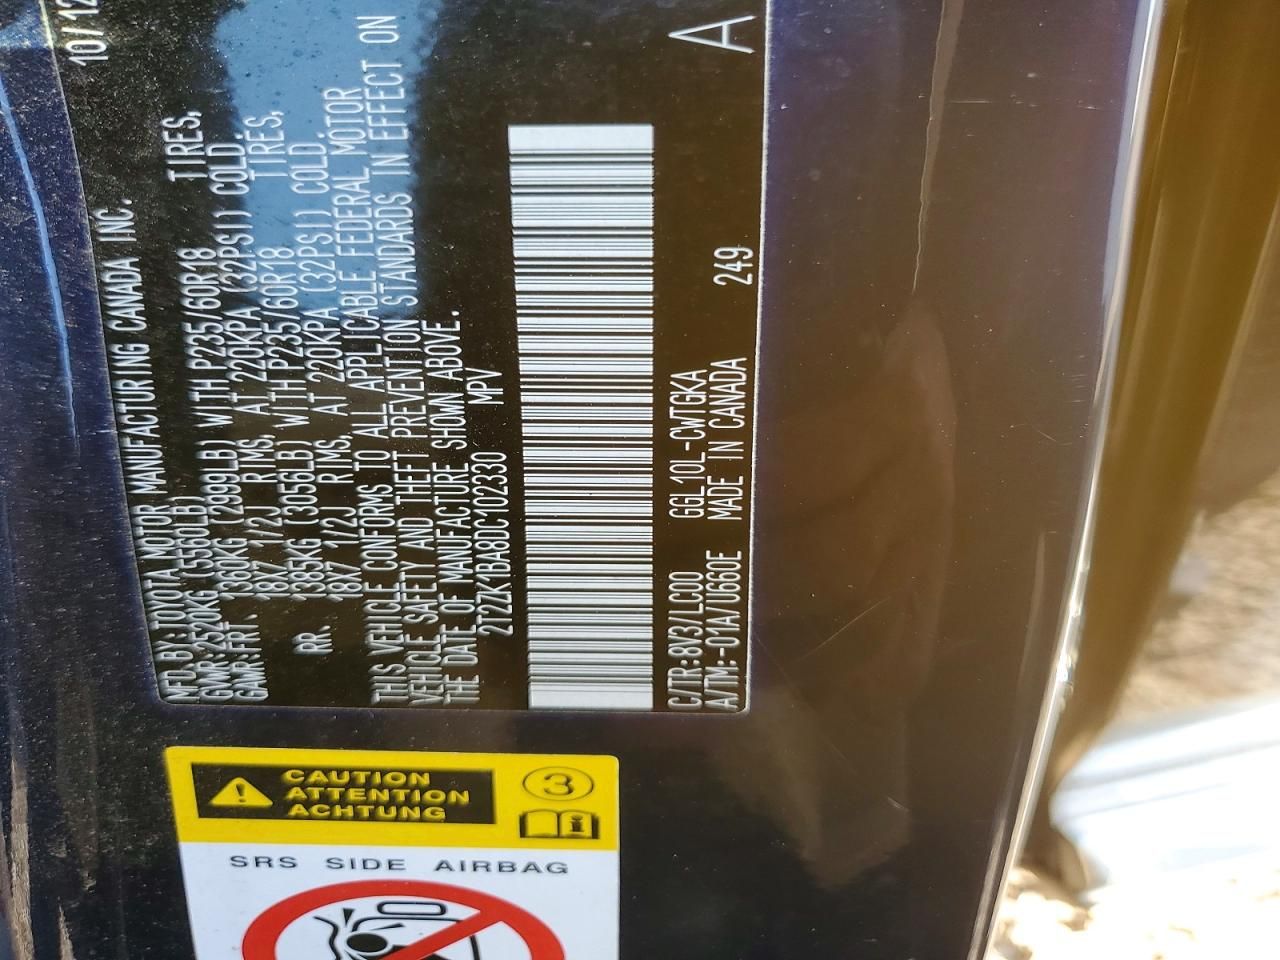 10/12
MFD. BY: TOYOTA MOTOR MANUFACTURING CANADA INC.
GVWR 2520KG (5550LB)
GAWR: FRT. 1360KG (2999LB) WITH P235/60R18 TIRES,
18X7 1/2J RIMS, AT 220KPA (32PSI) COLD.
RR. 1385KG (3056LB) WITH P235/60R18 TIRES,
18X7 1/2J RIMS, AT 220KPA (32PSI) COLD.
THIS VEHICLE CONFORMS TO ALL APPLICABLE FEDERAL MOTOR
VEHICLE SAFETY AND THEFT PREVENTION STANDARDS IN EFFECT ON
THE DATE OF MANUFACTURE SHOWN ABOVE.
2T2ZK1BA8DC102330 MPV
C/TR:8V3/LC00 GGL10L-CWTGKA
A/TM:-01A/U660E MADE IN CANADA 249
A
CAUTION
ATTENTION
ACHTUNG
3
SRS SIDE AIRBAG